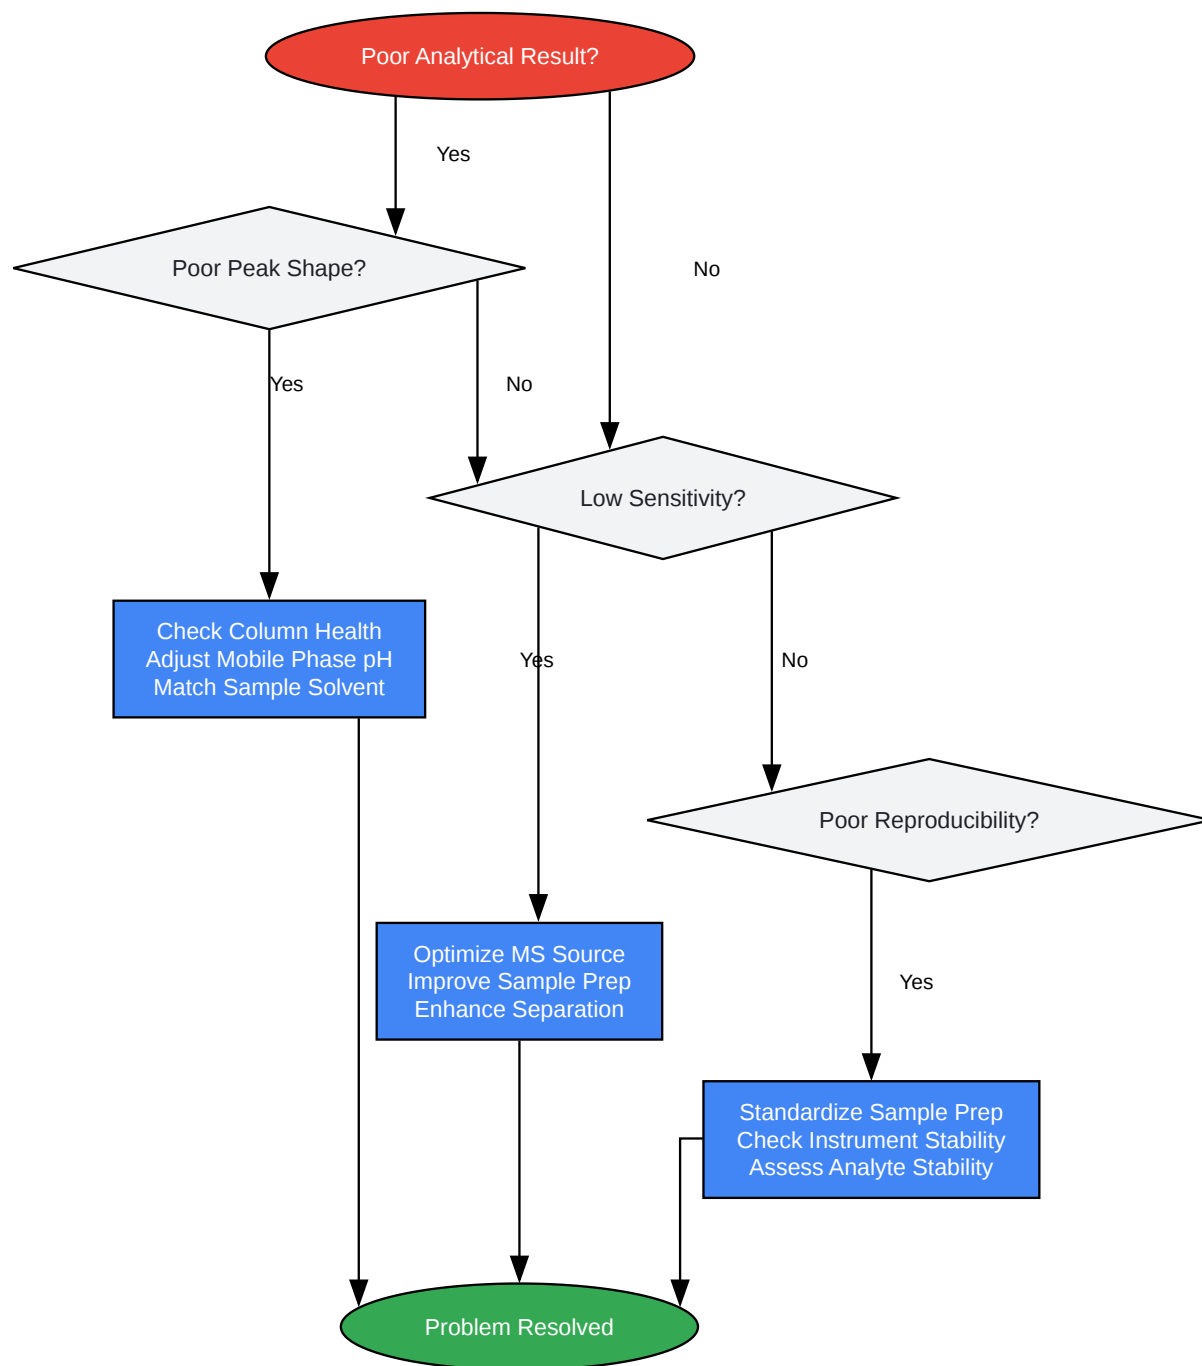 Poor Analytical Result?
Yes
Poor Peak Shape?
No
Yes
No
Low Sensitivity?
Check Column Health
Adjust Mobile Phase pH
Match Sample Solvent
Yes
No
Poor Reproducibility?
Optimize MS Source
Improve Sample Prep
Enhance Separation
Yes
Standardize Sample Prep
Check Instrument Stability
Assess Analyte Stability
Problem Resolved